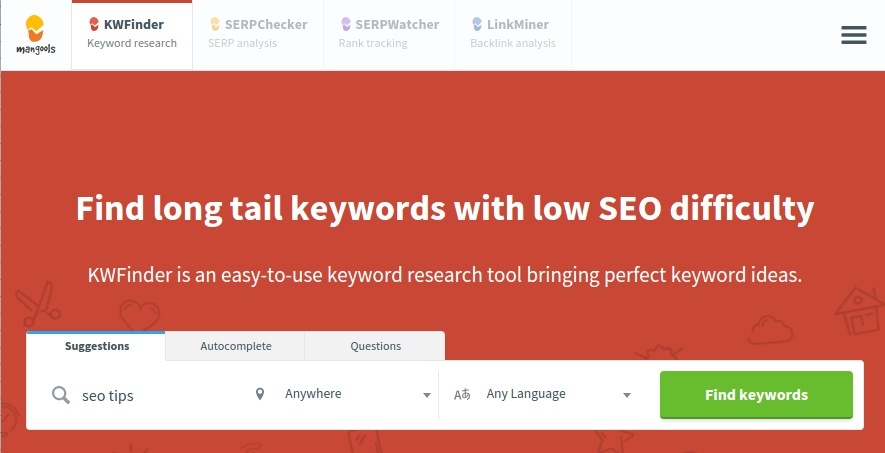 mangools
KWFinder
Keyword research
SERPChecker
SERP analysis
SERPWatcher
Rank tracking
LinkMiner
Backlink analysis
Find long tail keywords with low SEO difficulty
KWFinder is an easy-to-use keyword research tool bringing perfect keyword ideas.
Suggestions Autocomplete Questions
seo tips Anywhere Aあ Any Language Find keywords